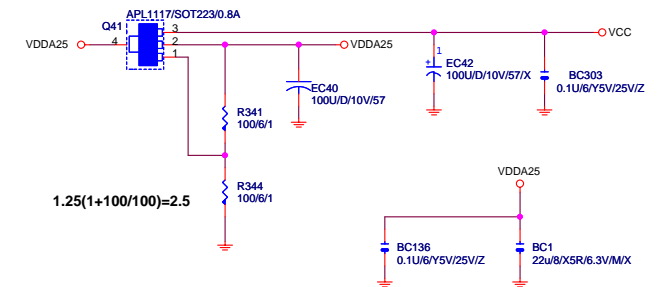 APL1117/SOT223/0.8A
Q41
VDDA25
4
3
2
1
VDDA25
VCC
1
EC42
100U/D/10V/57/X
BC303
0.1U/6/Y5V/25V/Z
EC40
100U/D/10V/57
R341
100/6/1
R344
100/6/1
1.25(1+100/100)=2.5
VDDA25
BC136
0.1U/6/Y5V/25V/Z
BC1
22u/8/X5R/6.3V/M/X